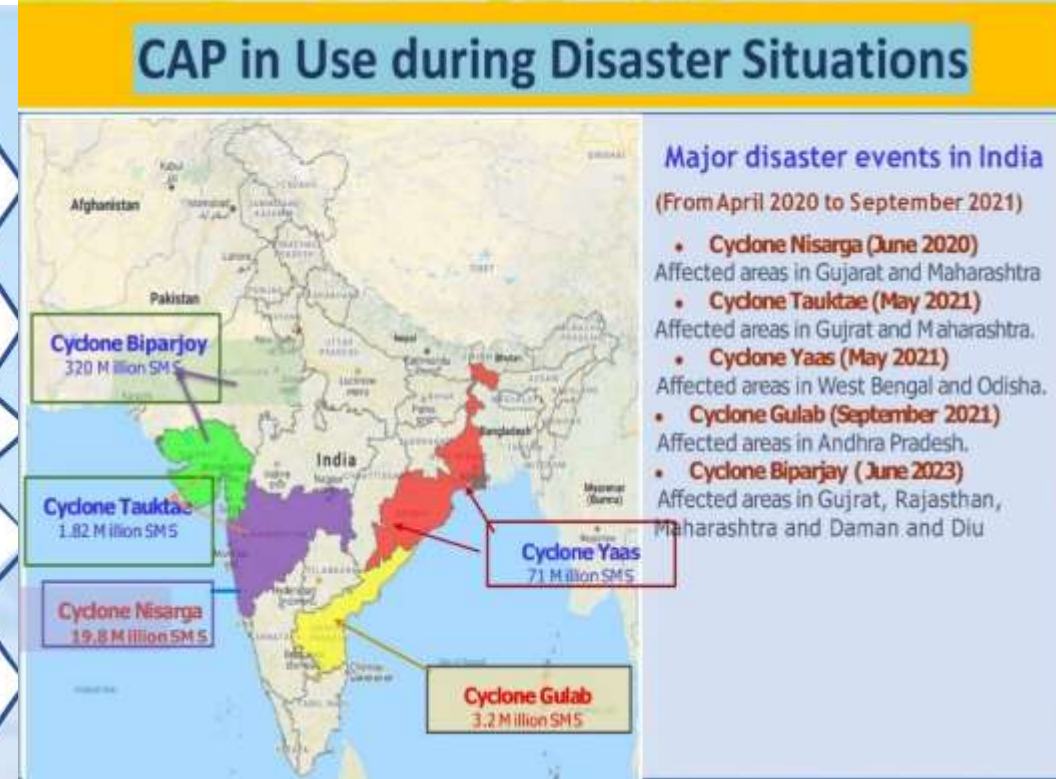 CAP in Use during Disaster Situations
Afghanistan
Kabul
Lahore
Pakistan
TIBET
Nepal
Bhutan
Bangladesh
India
Myanmar
(Burma)
Cyclone Biparjoy
320 Million SMS
Cyclone Tauktae
1.82 Million SMS
Cyclone Nisarga
19.8 Million SMS
Cyclone Yaas
71 Million SMS
Cyclone Gulab
3.2 Million SMS
Major disaster events in India
(From April 2020 to September 2021)
• Cyclone Nisarga (June 2020)
Affected areas in Gujarat and Maharashtra
• Cyclone Tauktae (May 2021)
Affected areas in Gujrat and Maharashtra.
• Cyclone Yaas (May 2021)
Affected areas in West Bengal and Odisha.
• Cyclone Gulab (September 2021)
Affected areas in Andhra Pradesh.
• Cyclone Biparjay ( June 2023)
Affected areas in Gujrat, Rajasthan,
Maharashtra and Daman and Diu